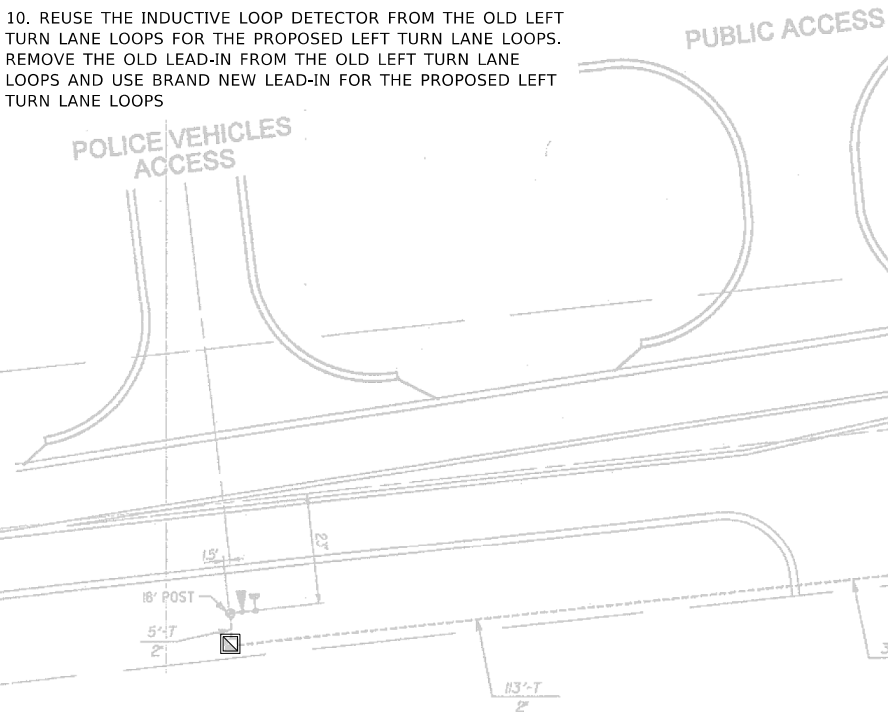 10. REUSE THE INDUCTIVE LOOP DETECTOR FROM THE OLD LEFT
TURN LANE LOOPS FOR THE PROPOSED LEFT TURN LANE LOOPS.
REMOVE THE OLD LEAD-IN FROM THE OLD LEFT TURN LANE
LOOPS AND USE BRAND NEW LEAD-IN FOR THE PROPOSED LEFT
TURN LANE LOOPS
PUBLIC ACCESS
POLICE VEHICLES
ACCESS
23'
1.5'
18' POST
5'-T
2"
113'-T
2"
3